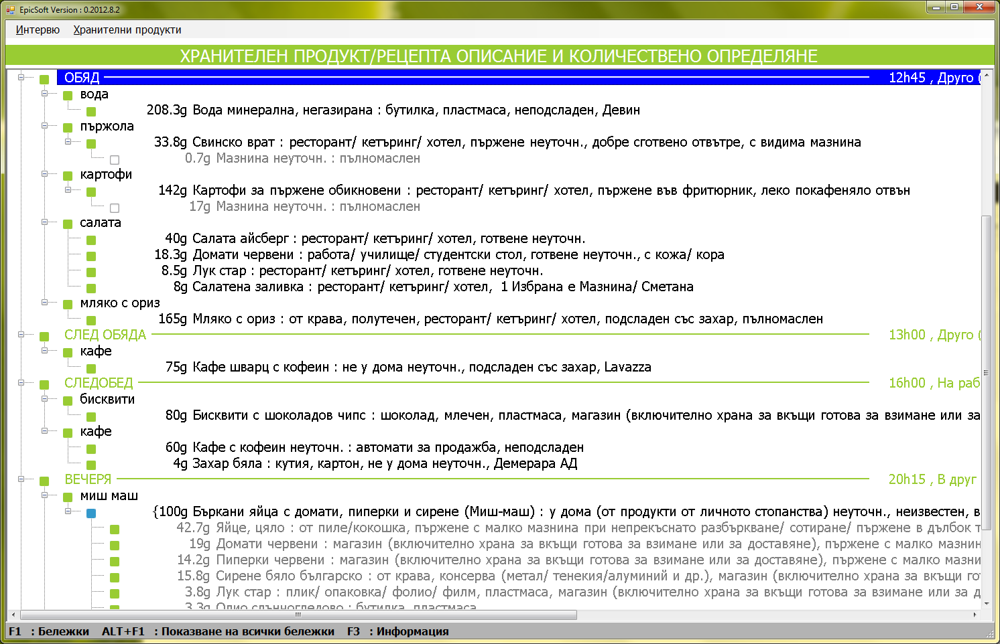 EpicSoft Version : 0.2012.8.2
Интервю Хранителни продукти
ХРАНИТЕЛЕН ПРОДУКТ/РЕЦЕПТА ОПИСАНИЕ И КОЛИЧЕСТВЕНО ОПРЕДЕЛЯНЕ
ОБЯД 12h45 , Друго (
вода
208.3g Вода минерална, негазирана : бутилка, пластмаса, неподсладен, Девин
пържола
33.8g Свинско врат : ресторант/ кетъринг/ хотел, пържене неуточн., добре сготвено отвътре, с видима мазнина
0.7g Мазнина неуточн. : пълномаслен
картофи
142g Картофи за пържене обикновени : ресторант/ кетъринг/ хотел, пържене във фритюрник, леко покафеняло отвън
17g Мазнина неуточн. : пълномаслен
салата
40g Салата айсберг : ресторант/ кетъринг/ хотел, готвене неуточн.
18.3g Домати червени : работа/ училище/ студентски стол, готвене неуточн., с кожа/ кора
8.5g Лук стар : ресторант/ кетъринг/ хотел, готвене неуточн.
8g Салатена заливка : ресторант/ кетъринг/ хотел, 1 Избрана е Мазнина/ Сметана
мляко с ориз
165g Мляко с ориз : от крава, полутечен, ресторант/ кетъринг/ хотел, подсладен със захар, пълномаслен
СЛЕД ОБЯДА 13h00 , Друго (
кафе
75g Кафе шварц с кофеин : не у дома неуточн., подсладен със захар, Lavazza
СЛЕДОБЕД 16h00 , На раб
бисквити
80g Бисквити с шоколадов чипс : шоколад, млечен, пластмаса, магазин (включително храна за вкъщи готова за взимане или за
кафе
60g Кафе с кофеин неуточн. : автомати за продажба, неподсладен
4g Захар бяла : кутия, картон, не у дома неуточн., Демерара АД
ВЕЧЕРЯ 20h15 , В друг
миш маш
{100g Бъркани яйца с домати, пиперки и сирене (Миш-маш) : у дома (от продукти от личното стопанства) неуточн., неизвестен, в
42.7g Яйце, цяло : от пиле/кокошка, пържене с малко мазнина при непрекъснато разбъркване/ сотиране/ пържене в дълбок т
19g Домати червени : магазин (включително храна за вкъщи готова за взимане или за доставяне), пържене с малко мазнин
14.2g Пиперки червени : магазин (включително храна за вкъщи готова за взимане или за доставяне), пържене с малко мазни
15.8g Сирене бяло българско : от крава, консерва (метал/ тенекия/алуминий и др.), магазин (включително храна за вкъщи гот
3.8g Лук стар : плик/ опаковка/ фолио/ филм, пластмаса, магазин (включително храна за вкъщи готова за взимане или за д
3.3g Олио слънчогледово : бутилка, пластмаса
F1 : Бележки ALT+F1 : Показване на всички бележки F3 : Информация